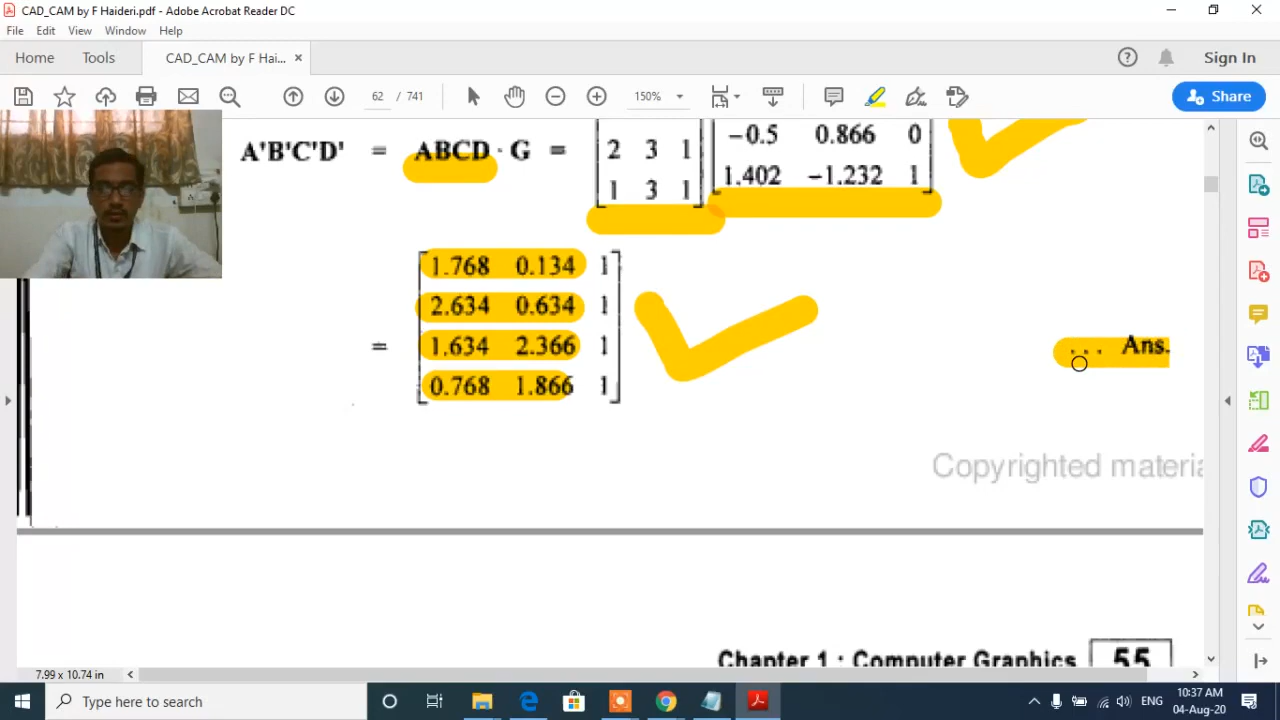 CAD_CAM by F Haideri.pdf - Adobe Acrobat Reader DC
File Edit View Window Help
Home Tools CAD_CAM by F Hai... × Sign In
62 / 741 150% Share
−0.5 0.866 0
A'B'C'D' = ABCD · G = 2 3 1
1.402 −1.232 1
1 3 1
1.768 0.134 1
2.634 0.634 1
= 1.634 2.366 1 ... Ans.
0.768 1.866 1
Copyrighted materia
Chapter 1 : Computer Graphics 55
7.99 x 10.74 in
Type here to search
ENG
10:37 AM
04-Aug-20